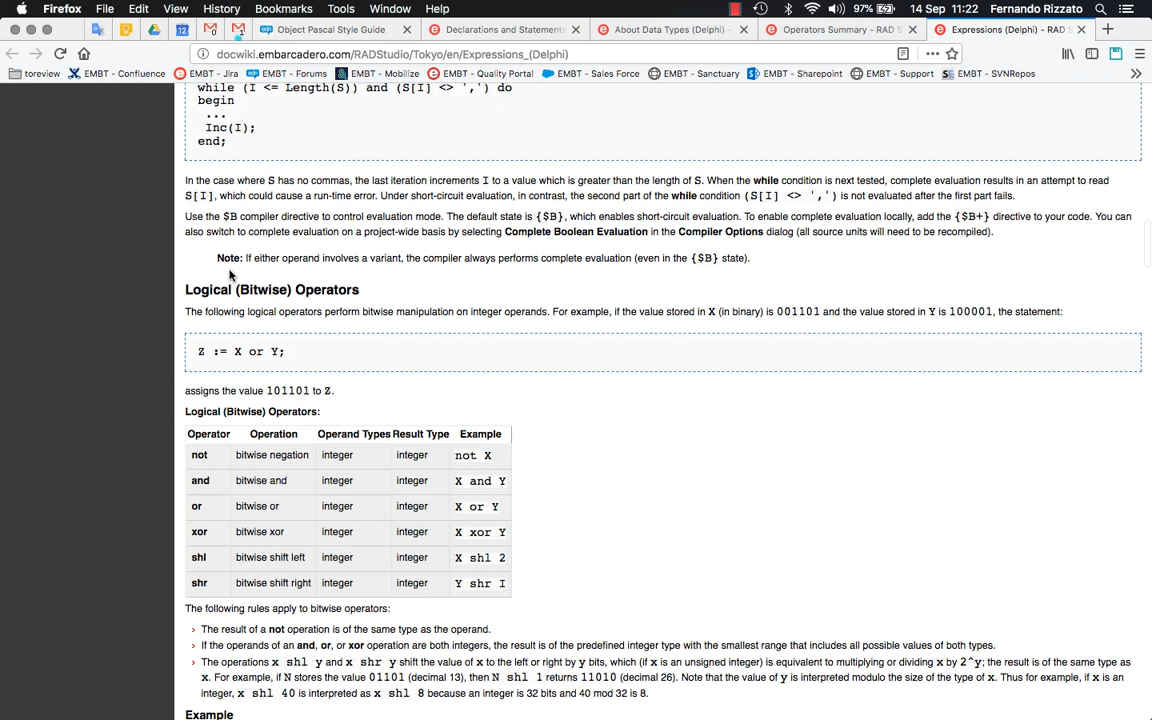 Firefox File Edit View History Bookmarks Tools Window Help 97% 14 Sep 11:22 Fernando Rizzato
Object Pascal Guide Declarations and Statements About Data Types (Delphi) - Operators Summary - RAD S Expressions (Delphi) - RAD S
docwiki.embarcadero.com/RADStudio/Tokyo/en/Expressions_(Delphi)
toreview EMBT - Confluence EMBT - Jira EMBT - Forums EMBT - Mobilize EMBT - Quality Portal EMBT - Sales Force EMBT - Sanctuary EMBT - Sharepoint EMBT - Support EMBT - SVNRepos
while (I <= Length(S)) and (S[I] <> ',') do
begin
...
Inc(I);
end;
In the case where S has no commas, the last iteration increments I to a value which is greater than the length of S. When the while condition is next tested, complete evaluation results in an attempt to read
S[I], which could cause a run-time error. Under short-circuit evaluation, in contrast, the second part of the while condition (S[I] <> ',') is not evaluated after the first part fails.
Use the $B compiler directive to control evaluation mode. The default state is {$B}, which enables short-circuit evaluation. To enable complete evaluation locally, add the {$B+} directive to your code. You can
also switch to complete evaluation on a project-wide basis by selecting Complete Boolean Evaluation in the Compiler Options dialog (all source units will need to be recompiled).
Note: If either operand involves a variant, the compiler always performs complete evaluation (even in the {$B} state).
Logical (Bitwise) Operators
The following logical operators perform bitwise manipulation on integer operands. For example, if the value stored in X (in binary) is 001101 and the value stored in Y is 100001, the statement:
Z := X or Y;
assigns the value 101101 to Z.
Logical (Bitwise) Operators:
Operator Operation Operand Types Result Type Example
not bitwise negation integer integer not X
and bitwise and integer integer X and Y
or bitwise or integer integer X or Y
xor bitwise xor integer integer X xor Y
shl bitwise shift left integer integer X shl 2
shr bitwise shift right integer integer Y shr I
The following rules apply to bitwise operators:
› The result of a not operation is of the same type as the operand.
› If the operands of an and, or, or xor operation are both integers, the result is of the predefined integer type with the smallest range that includes all possible values of both types.
› The operations x shl y and x shr y shift the value of x to the left or right by y bits, which (if x is an unsigned integer) is equivalent to multiplying or dividing x by 2^y; the result is of the same type as
x. For example, if N stores the value 01101 (decimal 13), then N shl 1 returns 11010 (decimal 26). Note that the value of y is interpreted modulo the size of the type of x. Thus for example, if x is an
integer, x shl 40 is interpreted as x shl 8 because an integer is 32 bits and 40 mod 32 is 8.
Example